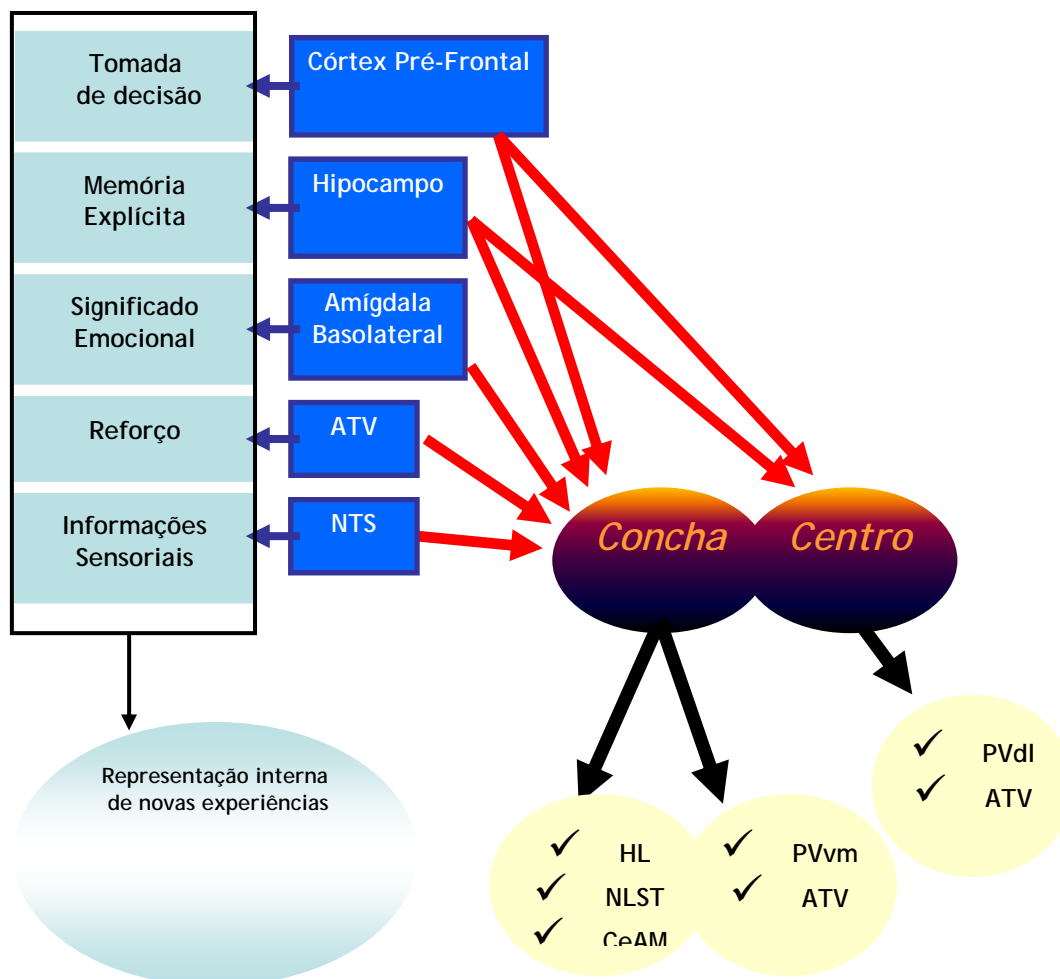 Tomada
de decisão
Córtex Pré-Frontal
Memória
Explícita
Hipocampo
Significado
Emocional
Amígdala
Basolateral
Reforço
ATV
Informações
Sensoriais
NTS
Concha
Centro
Representação interna
de novas experiências
✓ HL
✓ NLST
✓ CeAM
✓ PVvm
✓ ATV
✓ PVdl
✓ ATV